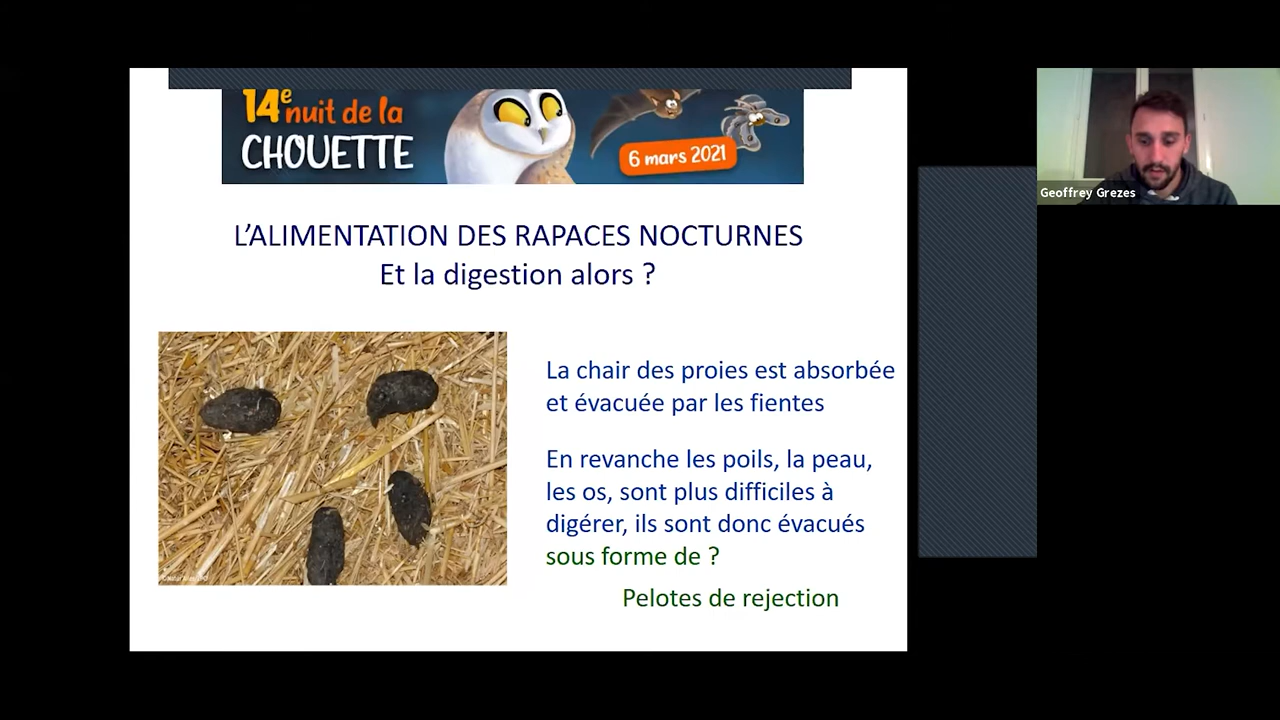 14e nuit de la
CHOUETTE
6 mars 2021
Geoffrey Grezes
L'ALIMENTATION DES RAPACES NOCTURNES
Et la digestion alors ?
La chair des proies est absorbée
et évacuée par les fientes
En revanche les poils, la peau,
les os, sont plus difficiles à
digérer, ils sont donc évacués
sous forme de ?
Pelotes de rejection